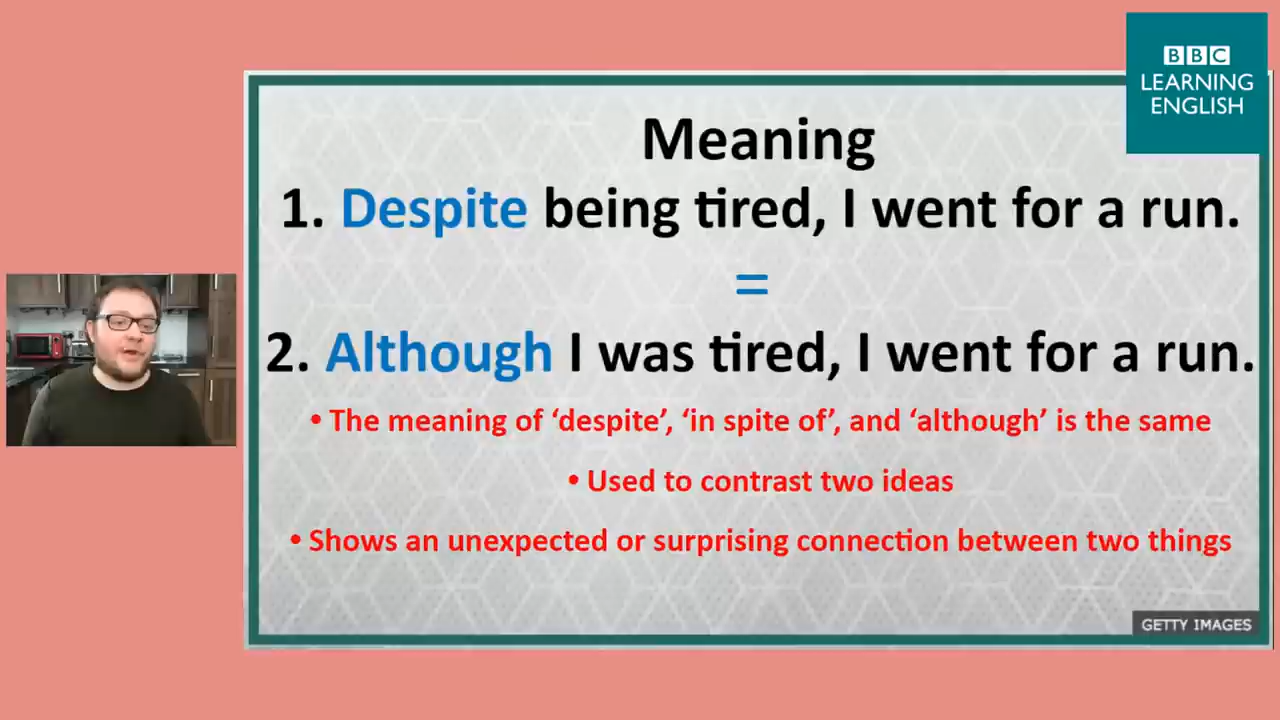 BBC
LEARNING
ENGLISH
Meaning
1. Despite being tired, I went for a run.
=
2. Although I was tired, I went for a run.
• The meaning of ‘despite’, ‘in spite of’, and ‘although’ is the same
• Used to contrast two ideas
• Shows an unexpected or surprising connection between two things
GETTY IMAGES